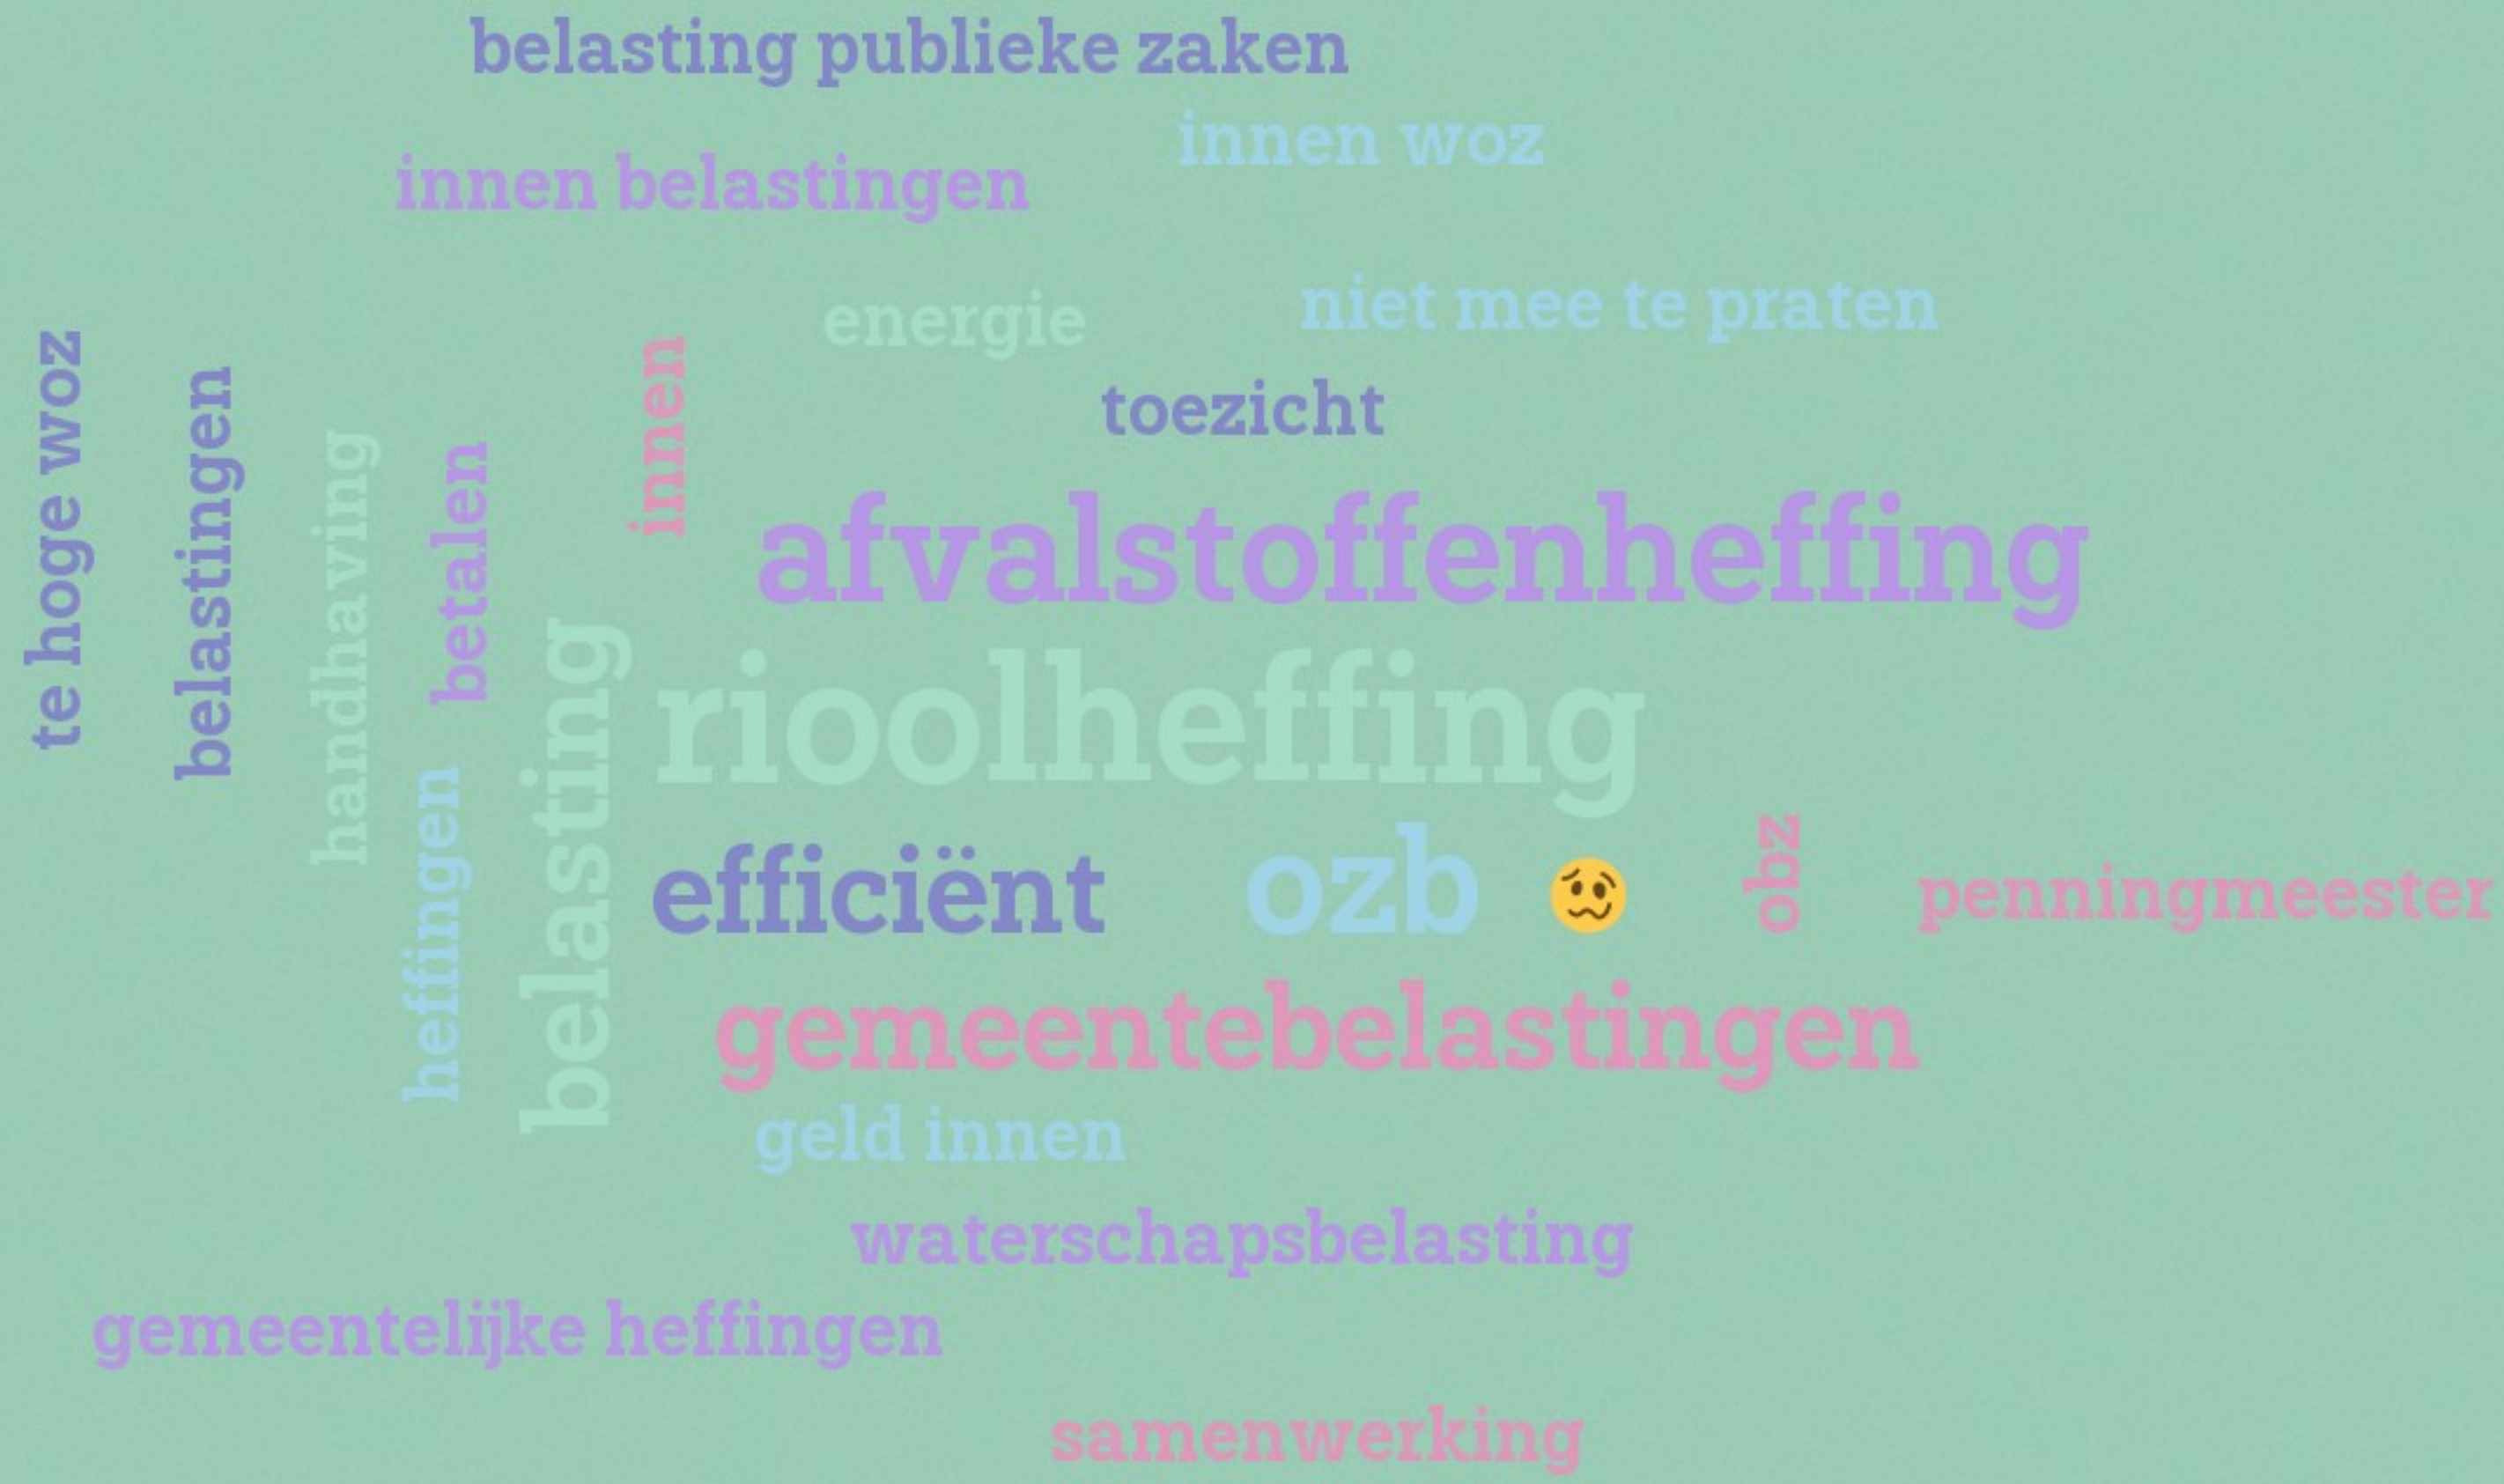 belasting publieke zaken
innen woz
innen belastingen
energie
niet mee te praten
te hoge woz
belastingen
handhaving
betalen
innen
toezicht
afvalstoffenheffing
rioolheffing
heffingen
belasting
efficiënt
ozb
obz
penningmeester
gemeentebelastingen
geld innen
waterschapsbelasting
gemeentelijke heffingen
samenwerking